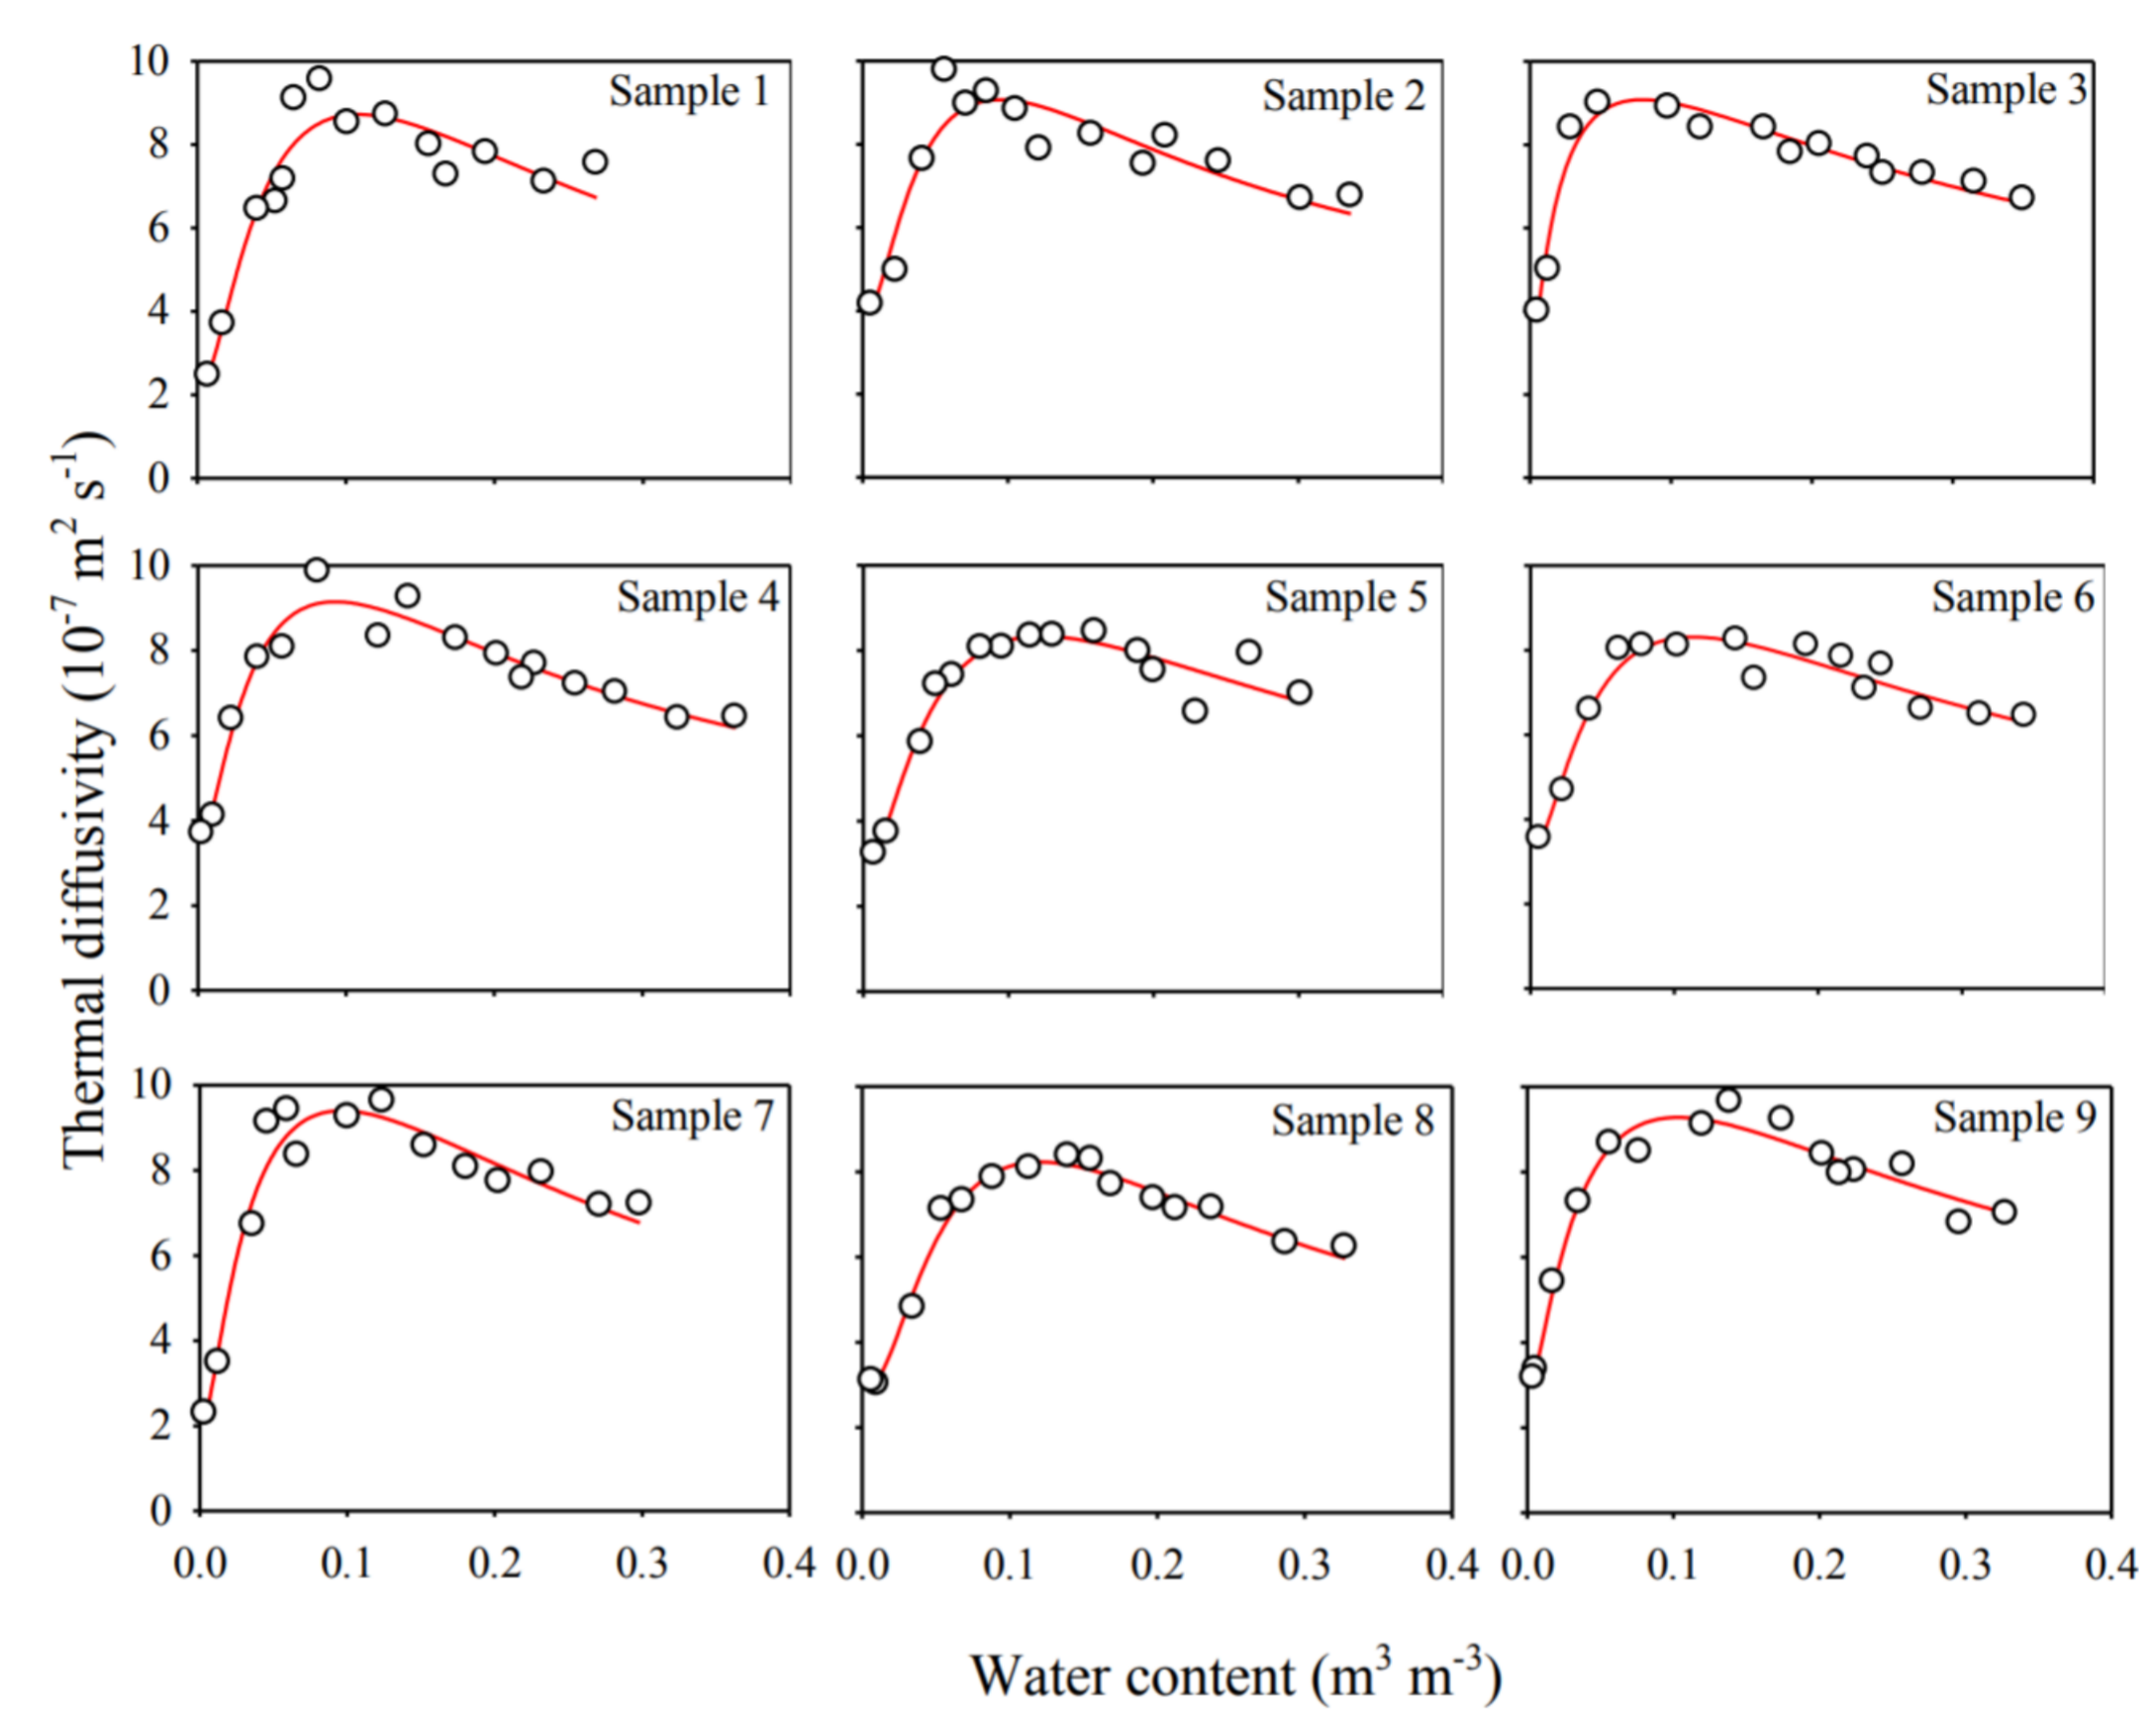 Thermal diffusivity (10⁻⁷ m² s⁻¹)
10
8
6
4
2
0
Sample 1
Sample 2
Sample 3
10
8
6
4
2
0
Sample 4
Sample 5
Sample 6
10
8
6
4
2
0
Sample 7
Sample 8
Sample 9
0.0 0.1 0.2 0.3 0.4 0.0 0.1 0.2 0.3 0.4 0.0 0.1 0.2 0.3 0.4
Water content (m³ m⁻³)